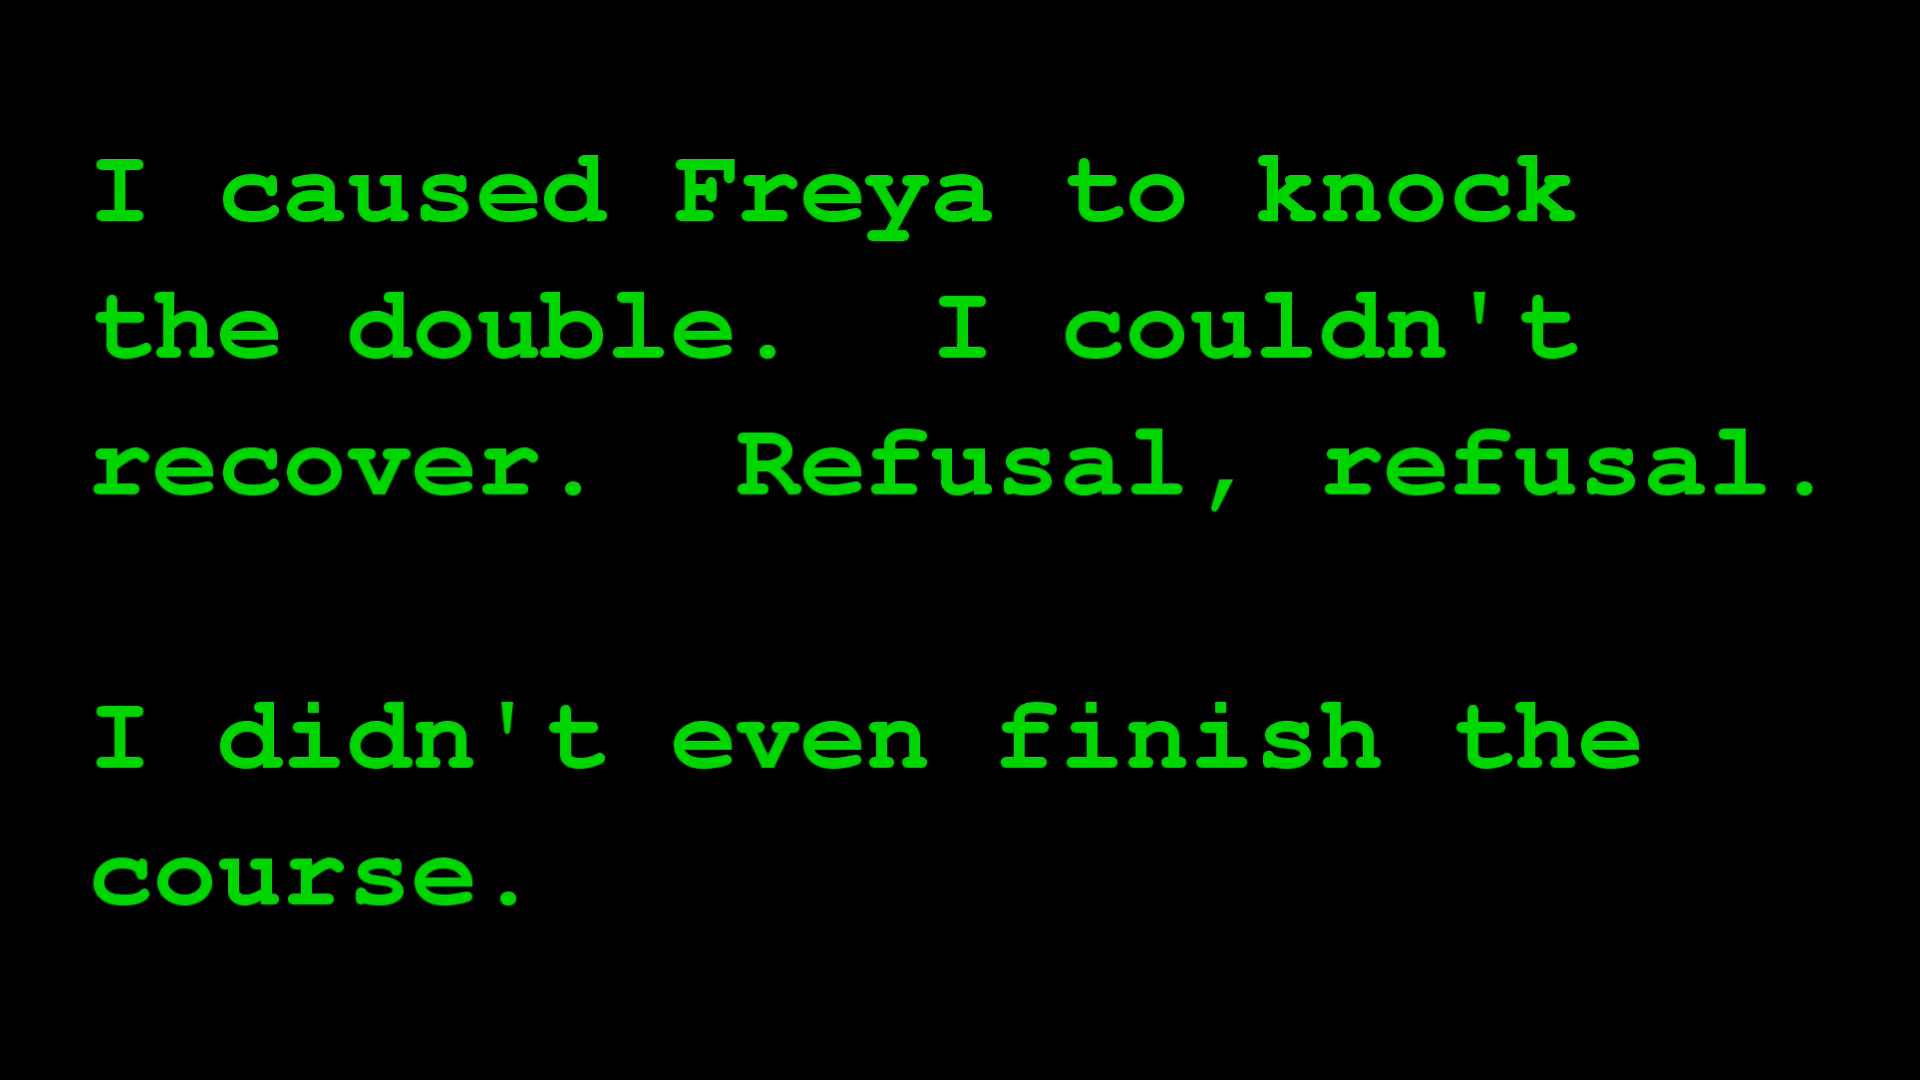 I caused Freya to knock
the double.  I couldn't
recover.  Refusal, refusal.
I didn't even finish the
course.